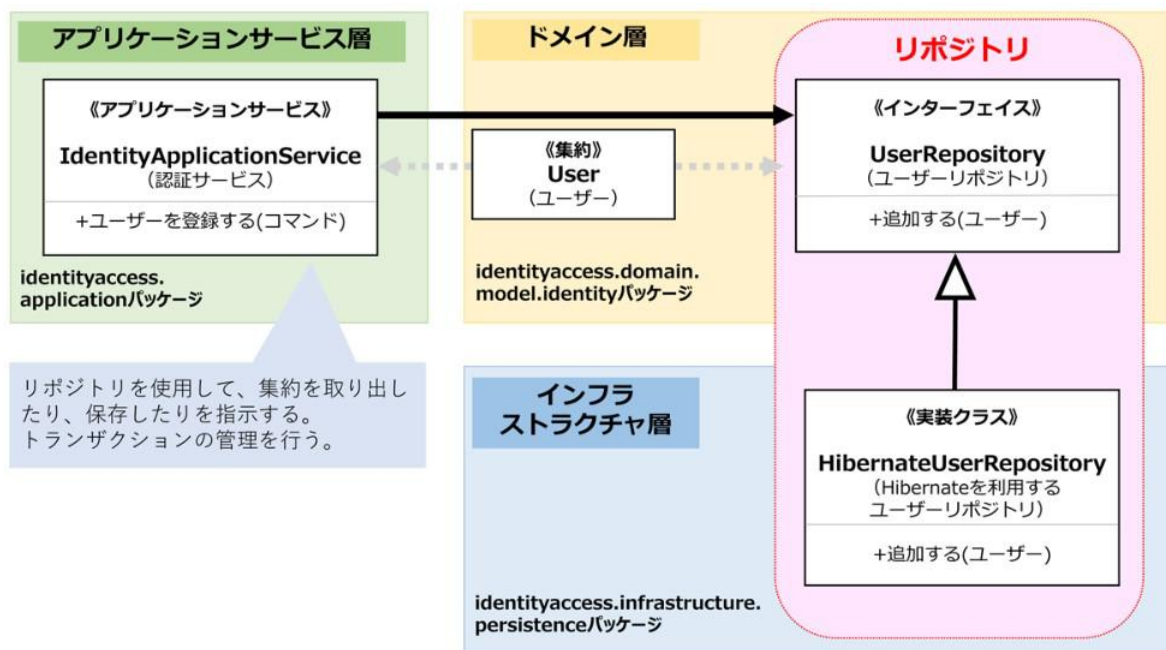 アプリケーションサービス層
《アプリケーションサービス》
IdentityApplicationService
（認証サービス）
+ユーザーを登録する(コマンド)
identityaccess.
applicationパッケージ
リポジトリを使用して、集約を取り出し
たり、保存したりを指示する。
トランザクションの管理を行う。
ドメイン層
《集約》
User
（ユーザー）
identityaccess.domain.
model.identityパッケージ
リポジトリ
《インターフェイス》
UserRepository
（ユーザーリポジトリ）
+追加する(ユーザー)
インフラ
ストラクチャ層
《実装クラス》
HibernateUserRepository
（Hibernateを利用する
ユーザーリポジトリ）
+追加する(ユーザー)
identityaccess.infrastructure.
persistenceパッケージ